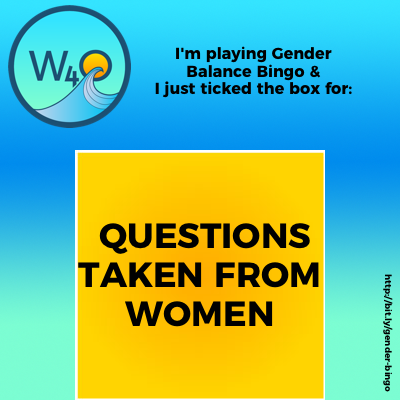 W4O
I'm playing Gender
Balance Bingo &
I just ticked the box for:
QUESTIONS
TAKEN FROM
WOMEN
http://bit.ly/gender-bingo